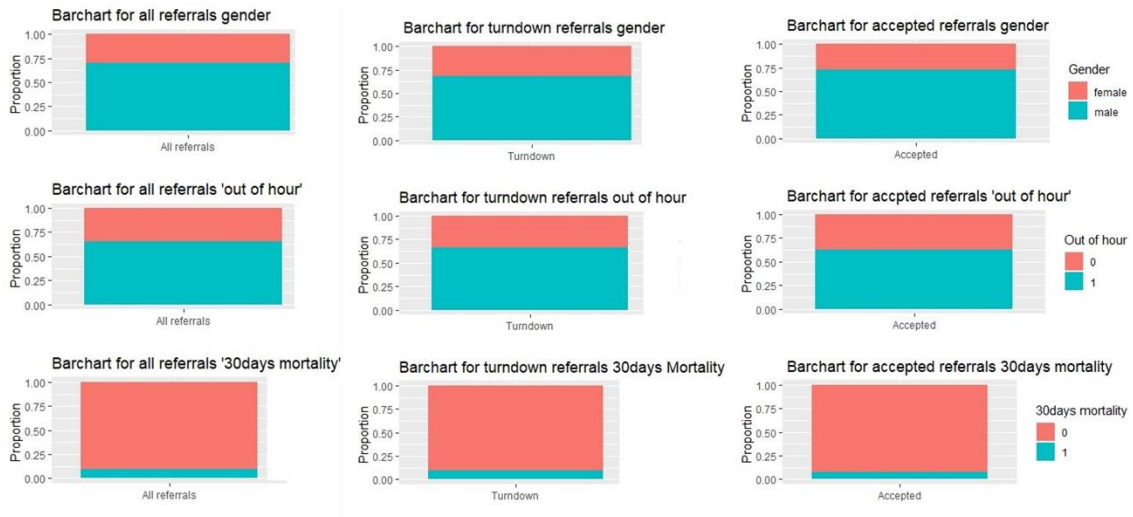 Barchart for all referrals gender
Proportion
1.00
0.75
0.50
0.25
0.00
All referrals
Barchart for turndown referrals gender
Proportion
1.00
0.75
0.50
0.25
0.00
Turndown
Barchart for accepted referrals gender
Proportion
1.00
0.75
0.50
0.25
0.00
Accepted
Gender
female
male
Barchart for all referrals 'out of hour'
Proportion
1.00
0.75
0.50
0.25
0.00
All referrals
Barchart for turndown referrals out of hour
Proportion
1.00
0.75
0.50
0.25
0.00
Turndown
Barchart for accpted referrals 'out of hour'
Proportion
1.00
0.75
0.50
0.25
0.00
Accepted
Out of hour
0
1
Barchart for all referrals '30days mortality'
Proportion
1.00
0.75
0.50
0.25
0.00
All referrals
Barchart for turndown referrals 30days Mortality
Proportion
1.00
0.75
0.50
0.25
0.00
Turndown
Barchart for accepted referrals 30days mortality
Proportion
1.00
0.75
0.50
0.25
0.00
Accepted
30days mortality
0
1